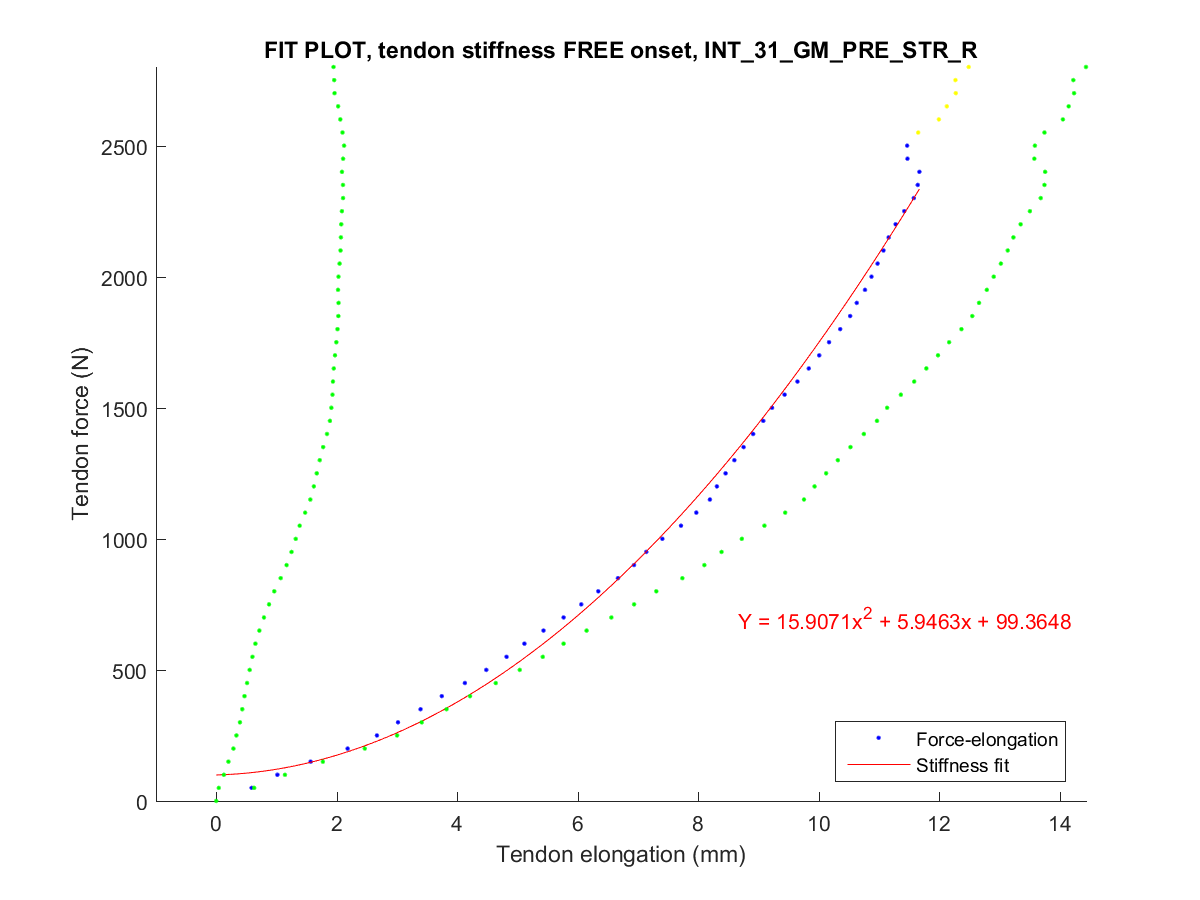 FIT PLOT, tendon stiffness FREE onset, INT_31_GM_PRE_STR_R
2500
2000
1500
1000
500
0
Tendon force (N)
Y = 15.9071x² + 5.9463x + 99.3648
Force-elongation
Stiffness fit
0 2 4 6 8 10 12 14
Tendon elongation (mm)